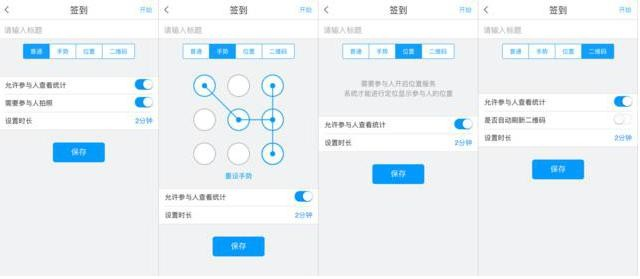 签到
开始
请输入标题
普通
手势
位置
二维码
允许参与人查看统计
需要参与人拍照
设置时长
2分钟
保存
签到
开始
请输入标题
普通
手势
位置
二维码
重设手势
允许参与人查看统计
设置时长
2分钟
保存
签到
开始
请输入标题
普通
手势
位置
二维码
需要参与人开启位置服务
系统才能进行定位显示参与人的位置
允许参与人查看统计
设置时长
2分钟
保存
签到
开始
请输入标题
普通
手势
位置
二维码
允许参与人查看统计
是否自动刷新二维码
设置时长
2分钟
保存